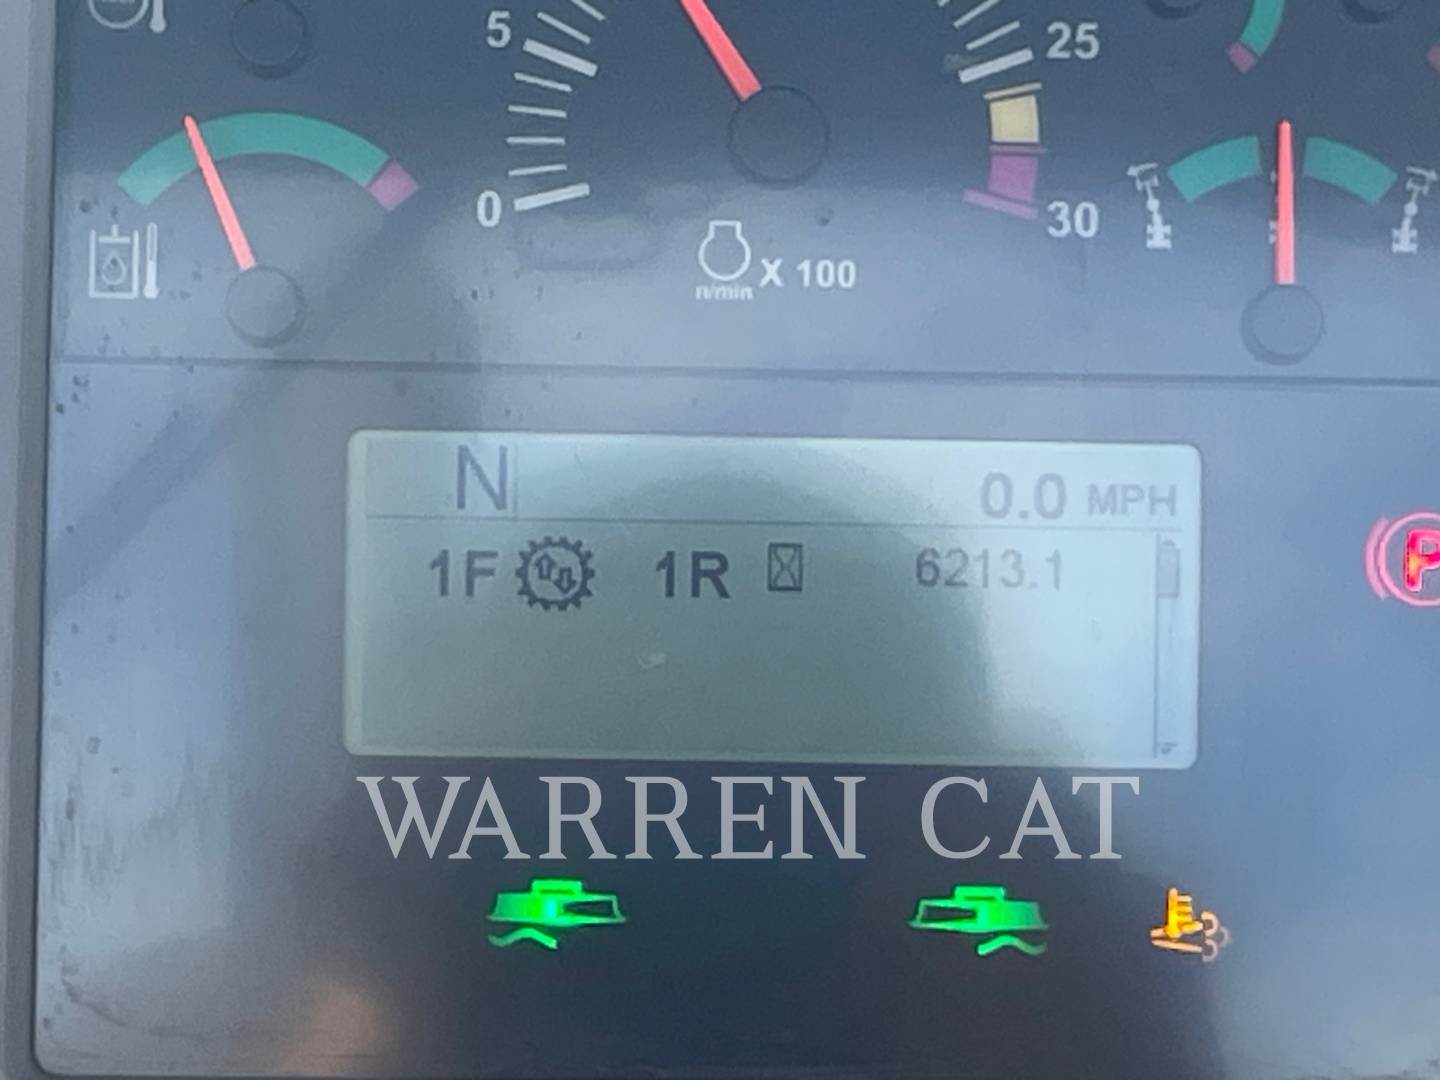 5
25
0
30
n/min X 100
N
0.0 MPH
1F 1R 6213.1
P
WARREN CAT